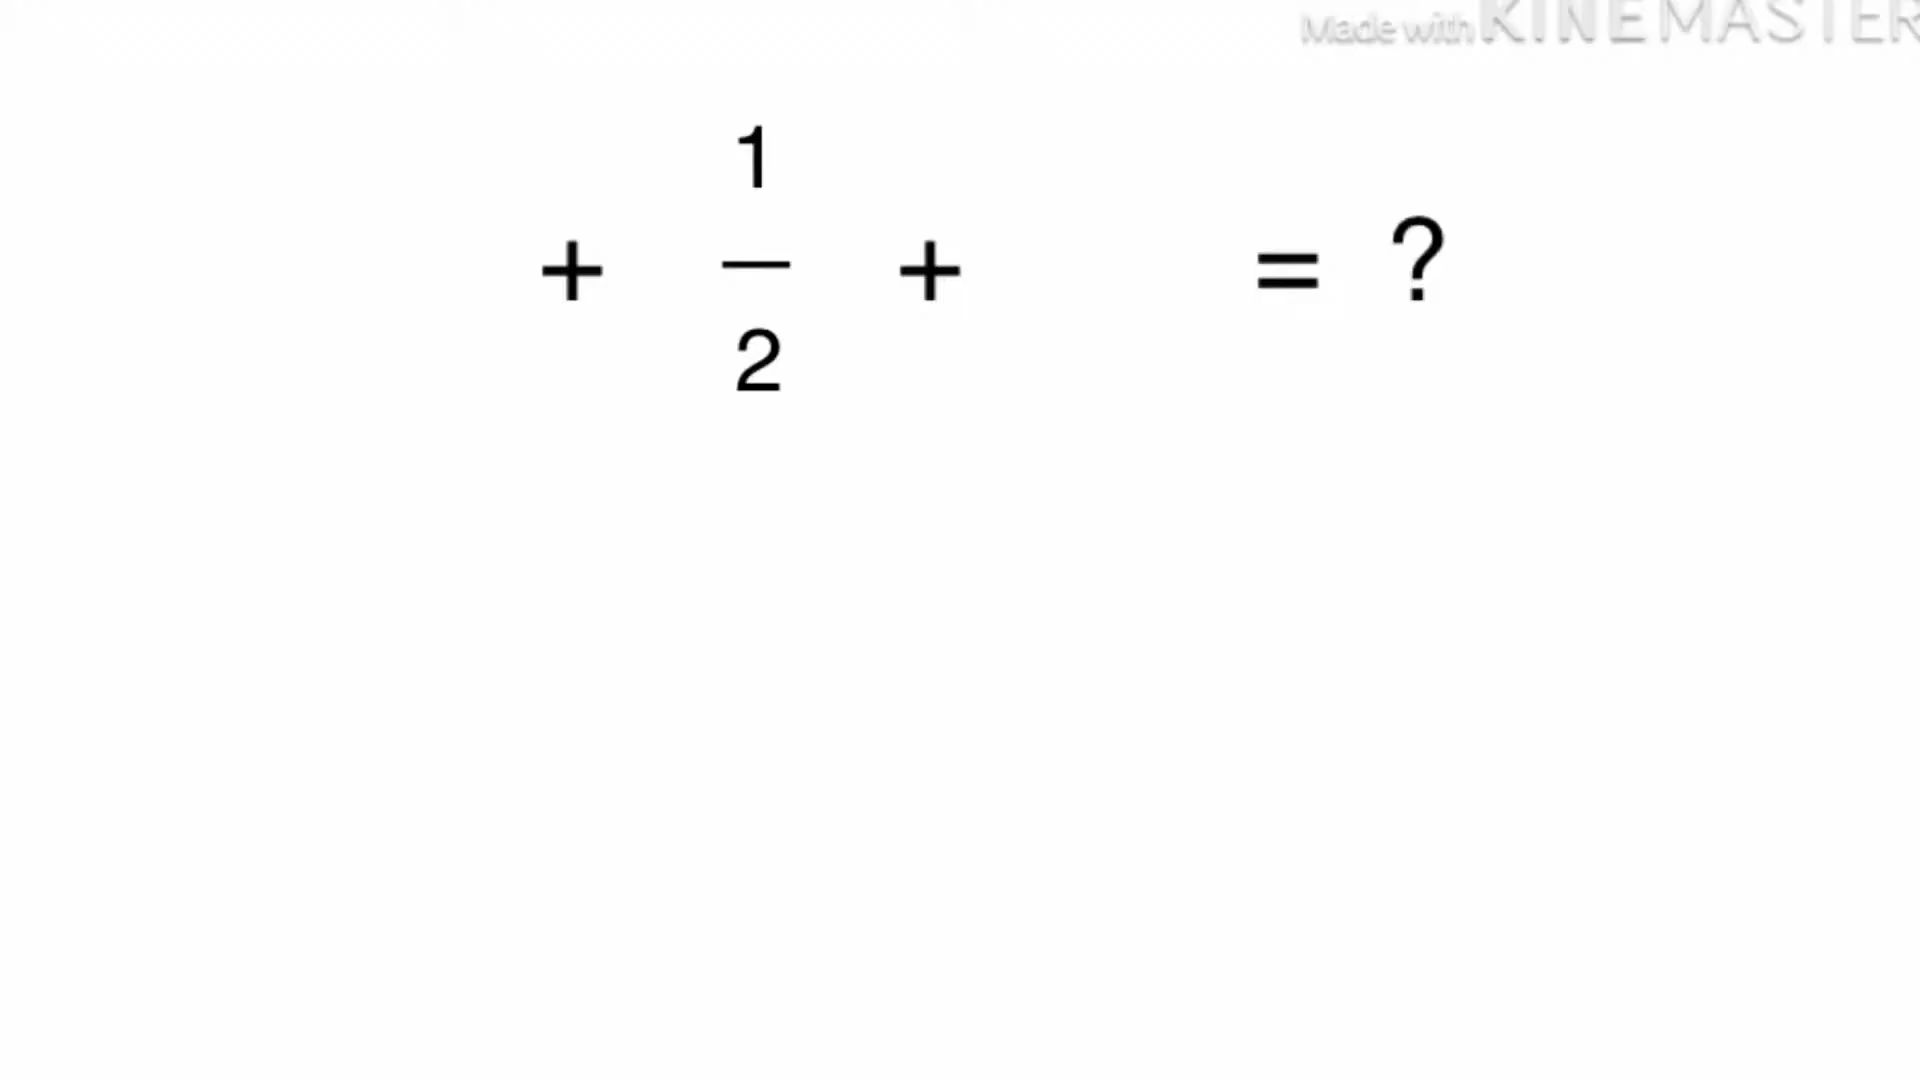 Made with KINEMASTER
1
+ — + = ?
2